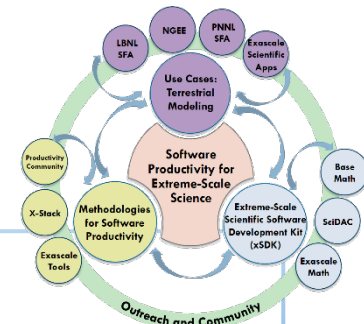 LBNL
SFA
NGEE
PNNL
SFA
Exascale
Scientific
Apps
Use Cases:
Terrestrial
Modeling
Productivity
Community
X-Stack
Exascale
Tools
Methodologies
for Software
Productivity
Software
Productivity for
Extreme-Scale
Science
Extreme-Scale
Scientific Software
Development Kit
(xSDK)
Base
Math
SciDAC
Exascale
Math
Outreach and Community